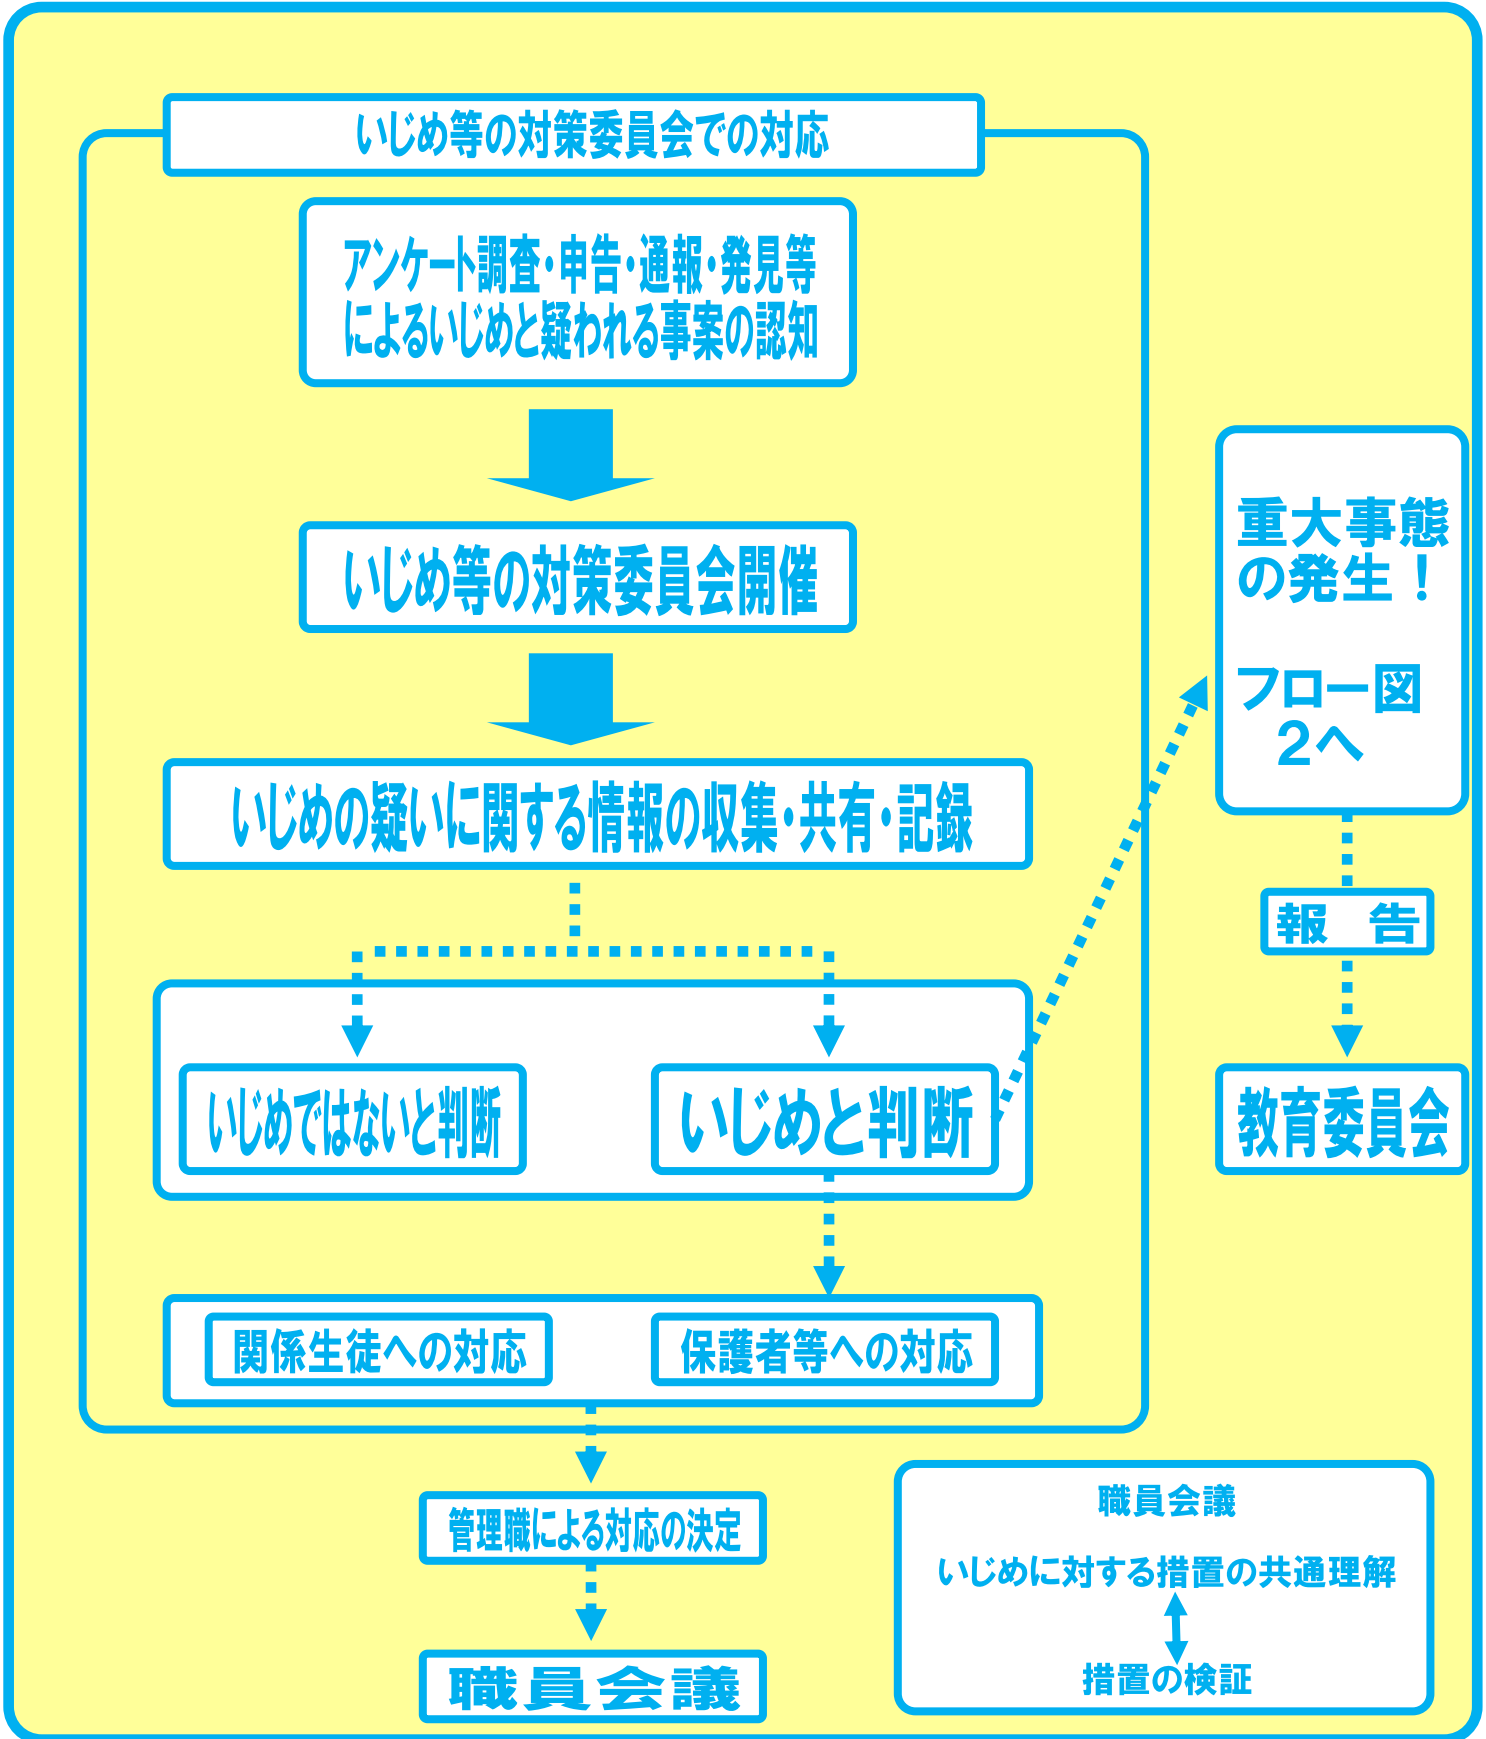 いじめ等の対策委員会での対応
アンケート調査・申告・通報・発見等
によるいじめと疑われる事案の認知
いじめ等の対策委員会開催
いじめの疑いに関する情報の収集・共有・記録
いじめではないと判断
いじめと判断
関係生徒への対応
保護者等への対応
管理職による対応の決定
職員会議
重大事態
の発生！
フロー図
2へ
報　告
教育委員会
職員会議
いじめに対する措置の共通理解
措置の検証